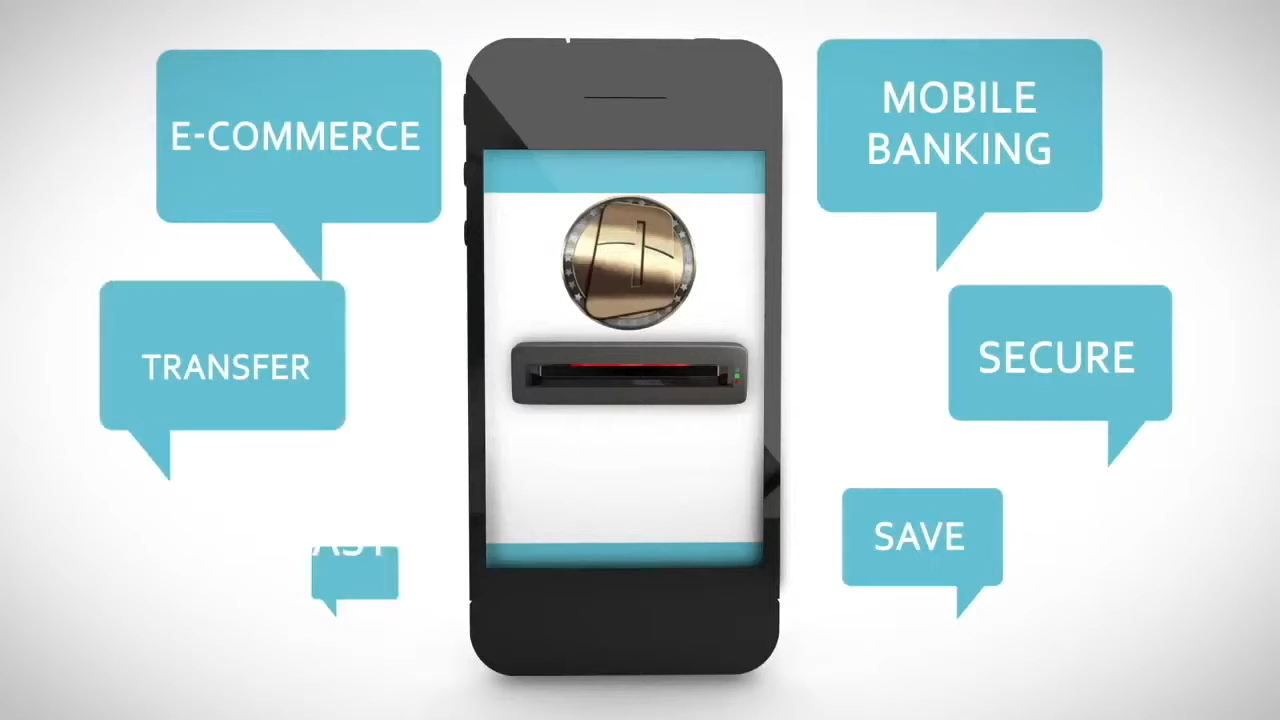 E-COMMERCE
MOBILE
BANKING
TRANSFER
SECURE
SAVE